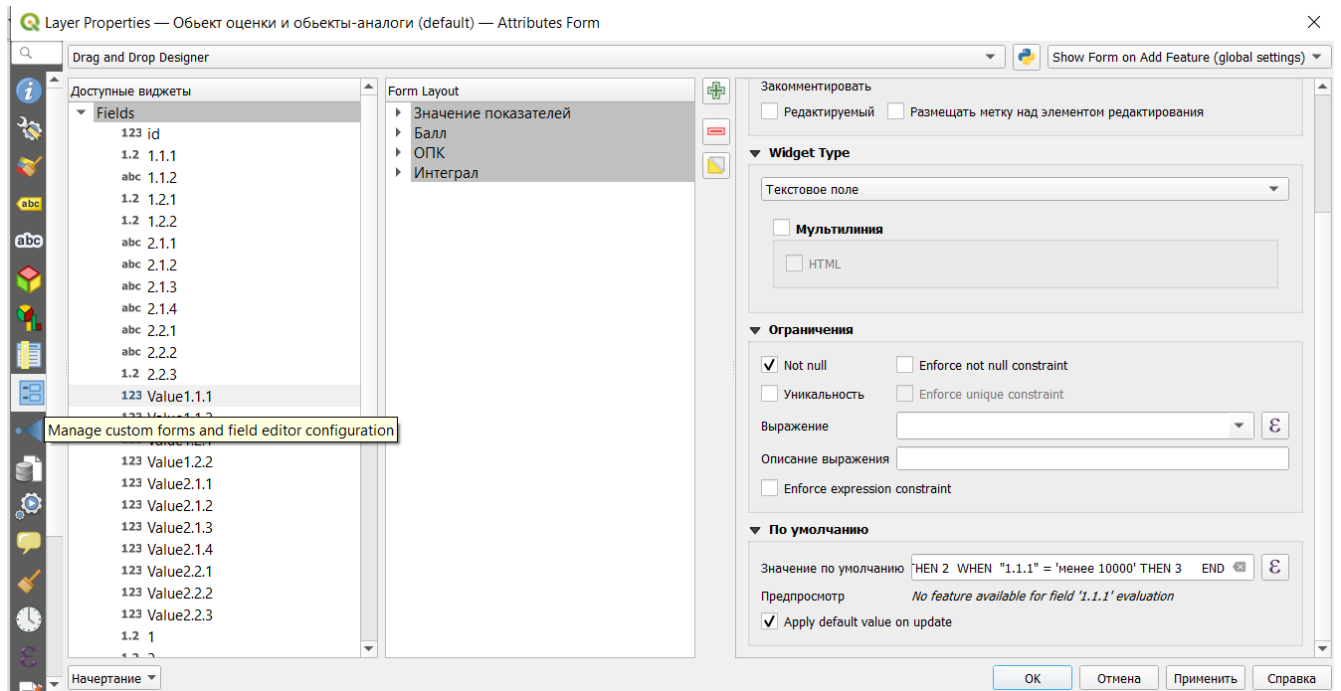 Layer Properties — Обьект оценки и обьекты-аналоги (default) — Attributes Form
Drag and Drop Designer
Show Form on Add Feature (global settings)
Доступные виджеты
Fields
123 id
1.2 1.1.1
abc 1.1.2
1.2 1.2.1
1.2 1.2.2
abc 2.1.1
abc 2.1.2
abc 2.1.3
abc 2.1.4
abc 2.2.1
abc 2.2.2
1.2 2.2.3
123 Value1.1.1
Manage custom forms and field editor configuration
123 Value1.2.2
123 Value2.1.1
123 Value2.1.2
123 Value2.1.3
123 Value2.1.4
123 Value2.2.1
123 Value2.2.2
123 Value2.2.3
1.2 1
Form Layout
Значение показателей
Балл
ОПК
Интеграл
Закомментировать
Редактируемый
Размещать метку над элементом редактирования
Widget Type
Текстовое поле
Мультилиния
HTML
Ограничения
Not null
Enforce not null constraint
Уникальность
Enforce unique constraint
Выражение
Описание выражения
Enforce expression constraint
По умолчанию
Значение по умолчанию
THEN 2 WHEN "1.1.1" = 'менее 10000' THEN 3 END
Предпросмотр
No feature available for field '1.1.1' evaluation
Apply default value on update
Начертание
ОК
Отмена
Применить
Справка
abc
abc